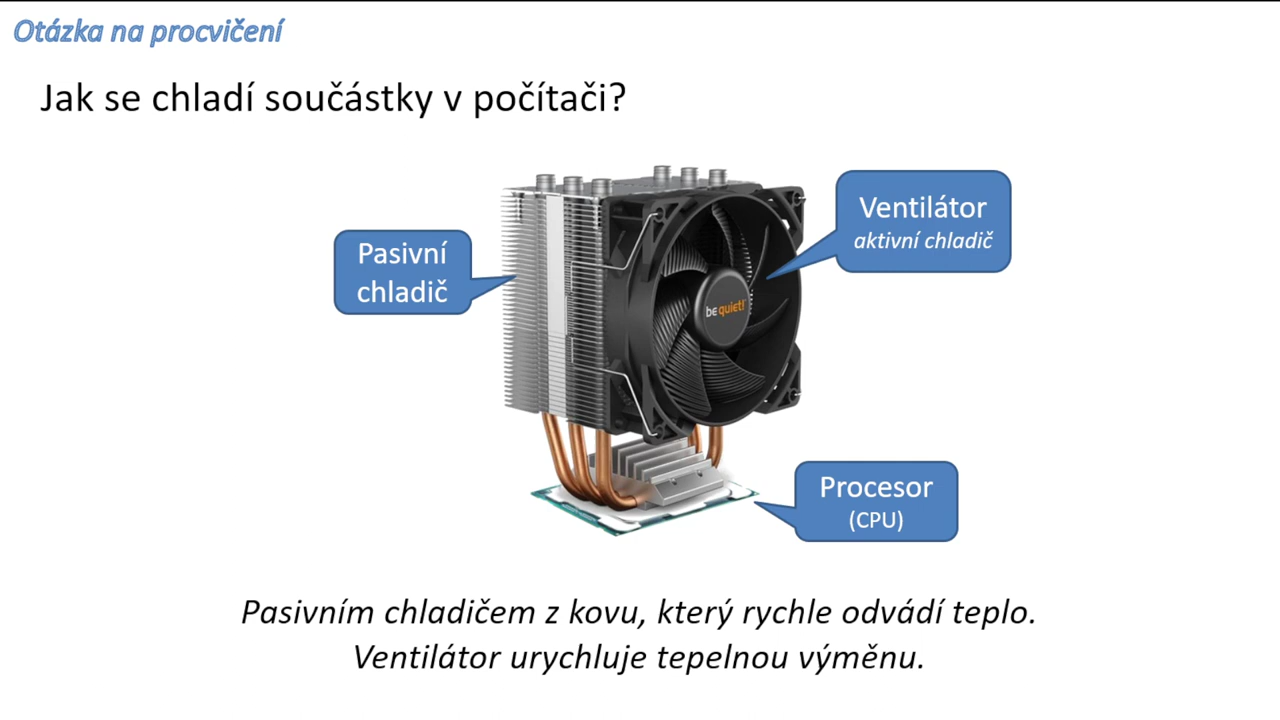 Otázka na procvičení
Jak se chladí součástky v počítači?
Ventilátor
aktivní chladič
Pasivní
chladič
be quiet!
Procesor
(CPU)
Pasivním chladičem z kovu, který rychle odvádí teplo.
Ventilátor urychluje tepelnou výměnu.